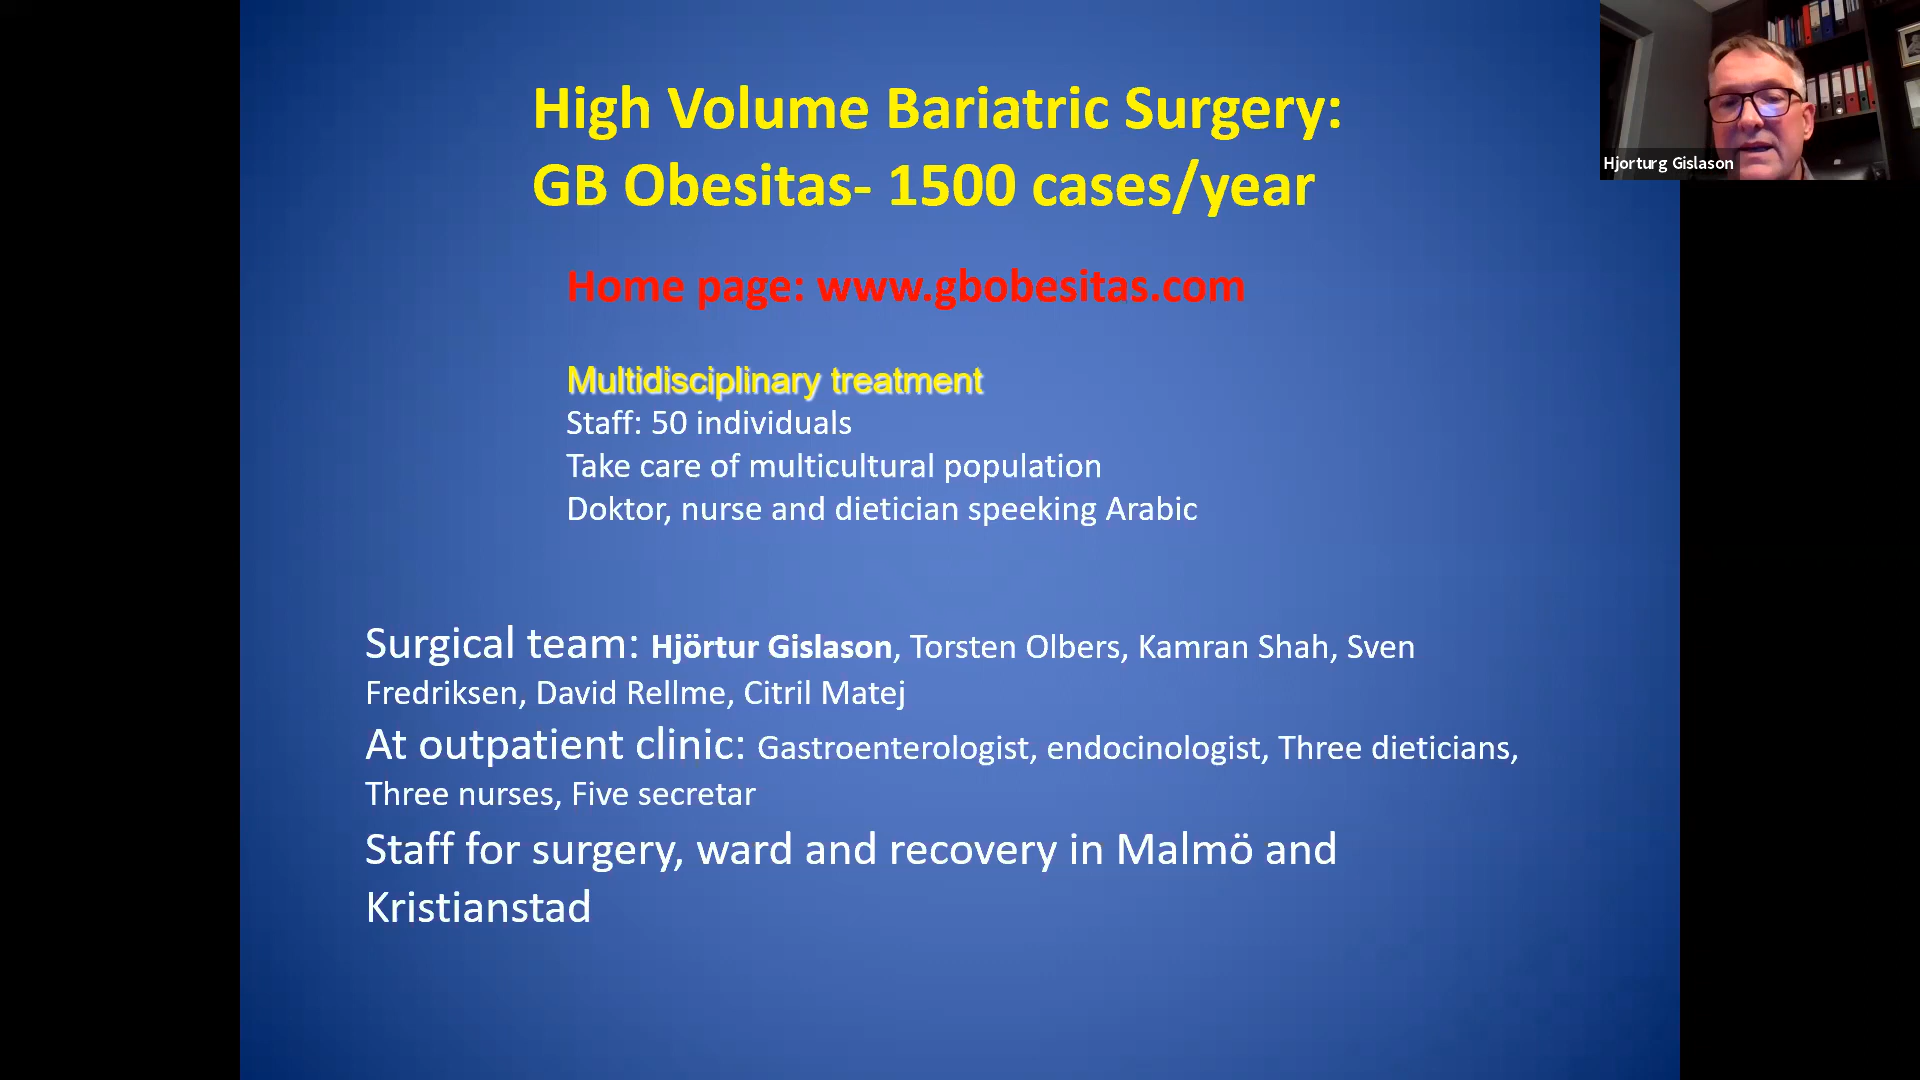 High Volume Bariatric Surgery:
GB Obesitas- 1500 cases/year
Hjorturg Gislason
Home page: www.gbobesitas.com
Multidisciplinary treatment
Staff: 50 individuals
Take care of multicultural population
Doktor, nurse and dietician speeking Arabic
Surgical team: Hjörtur Gislason, Torsten Olbers, Kamran Shah, Sven
Fredriksen, David Rellme, Citril Matej
At outpatient clinic: Gastroenterologist, endocinologist, Three dieticians,
Three nurses, Five secretar
Staff for surgery, ward and recovery in Malmö and
Kristianstad